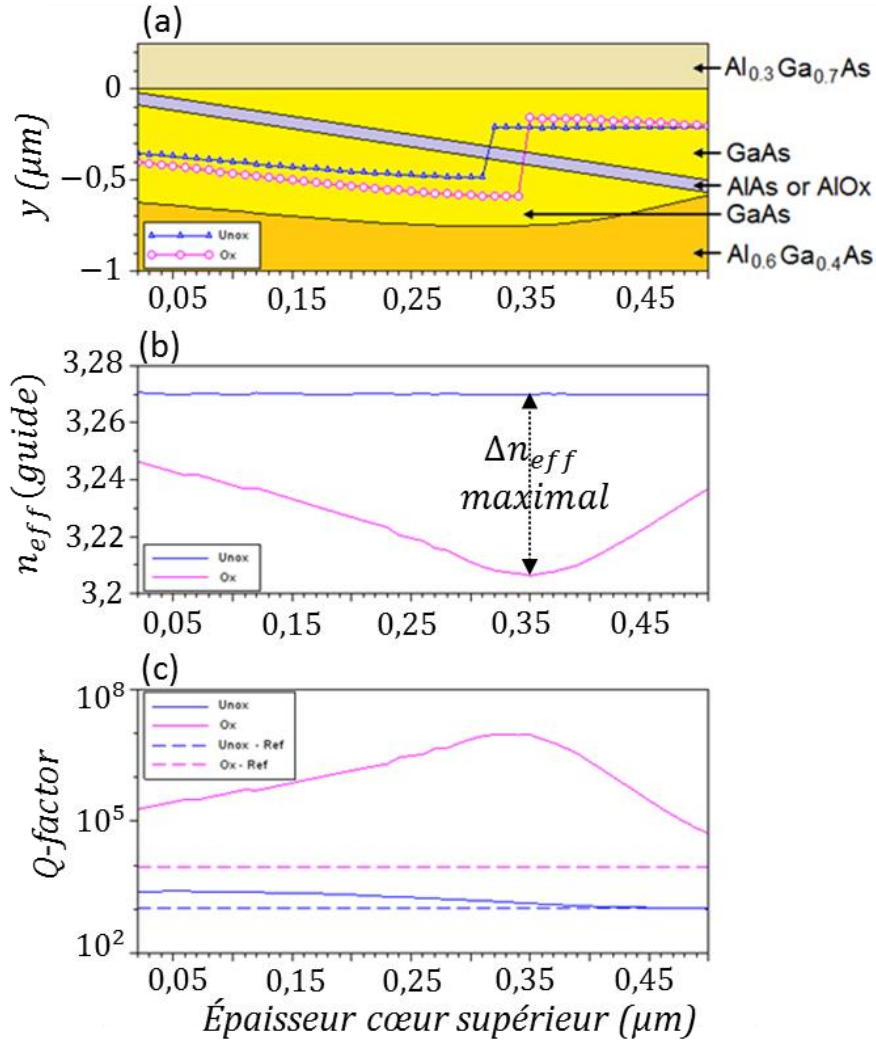 (a)
y (μm)
0
−0.5
−1
Unox
Ox
Al0.3Ga0.7As
GaAs
AlAs or AlOx
GaAs
Al0.6Ga0.4As
0,05 0,15 0,25 0,35 0,45
(b)
neff (guide)
3,28
3,26
3,24
3,22
3,2
Δneff
maximal
Unox
Ox
0,05 0,15 0,25 0,35 0,45
(c)
Q-factor
10⁸
10⁵
10²
Unox
Ox
Unox - Ref
Ox - Ref
0,05 0,15 0,25 0,35 0,45
Épaisseur cœur supérieur (μm)